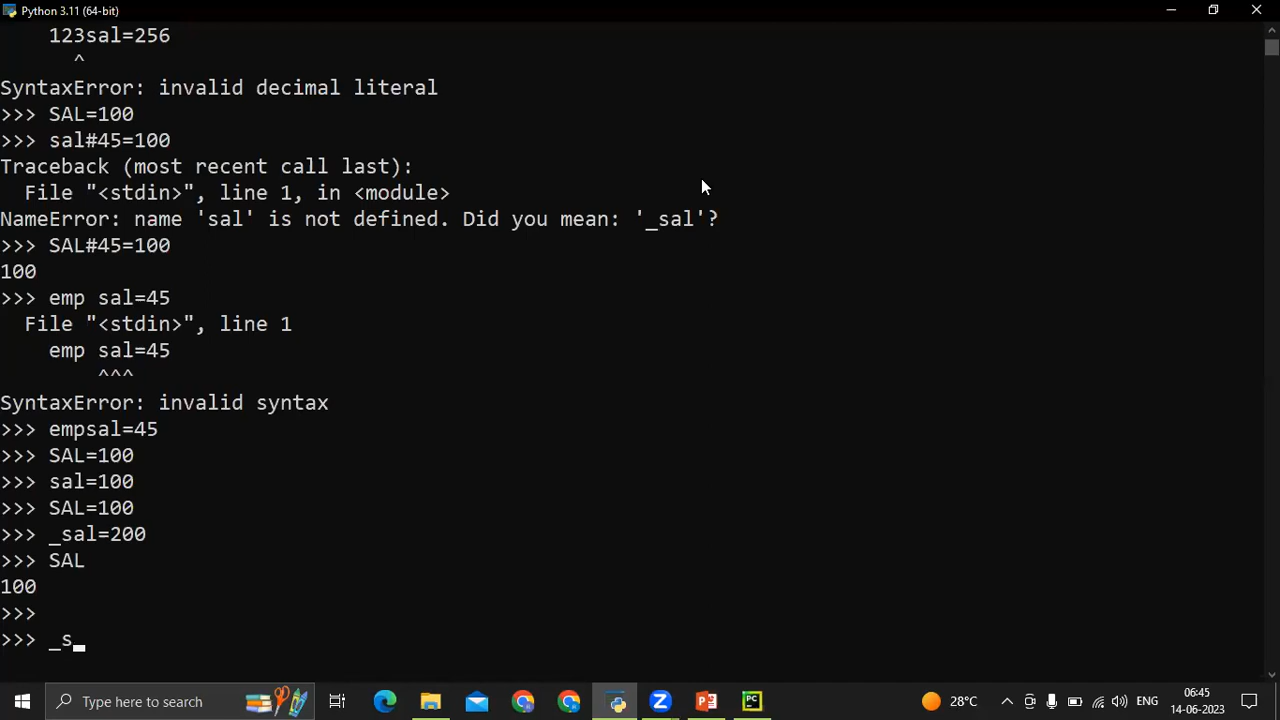 Python 3.11 (64-bit)
    123sal=256
      ^
SyntaxError: invalid decimal literal
>>> SAL=100
>>> sal#45=100
Traceback (most recent call last):
  File "<stdin>", line 1, in <module>
NameError: name 'sal' is not defined. Did you mean: '_sal'?
>>> SAL#45=100
100
>>> emp sal=45
  File "<stdin>", line 1
    emp sal=45
        ^^^
SyntaxError: invalid syntax
>>> empsal=45
>>> SAL=100
>>> sal=100
>>> SAL=100
>>> _sal=200
>>> SAL
100
>>>
>>> _s
Type here to search
28°C
ENG
06:45
14-06-2023